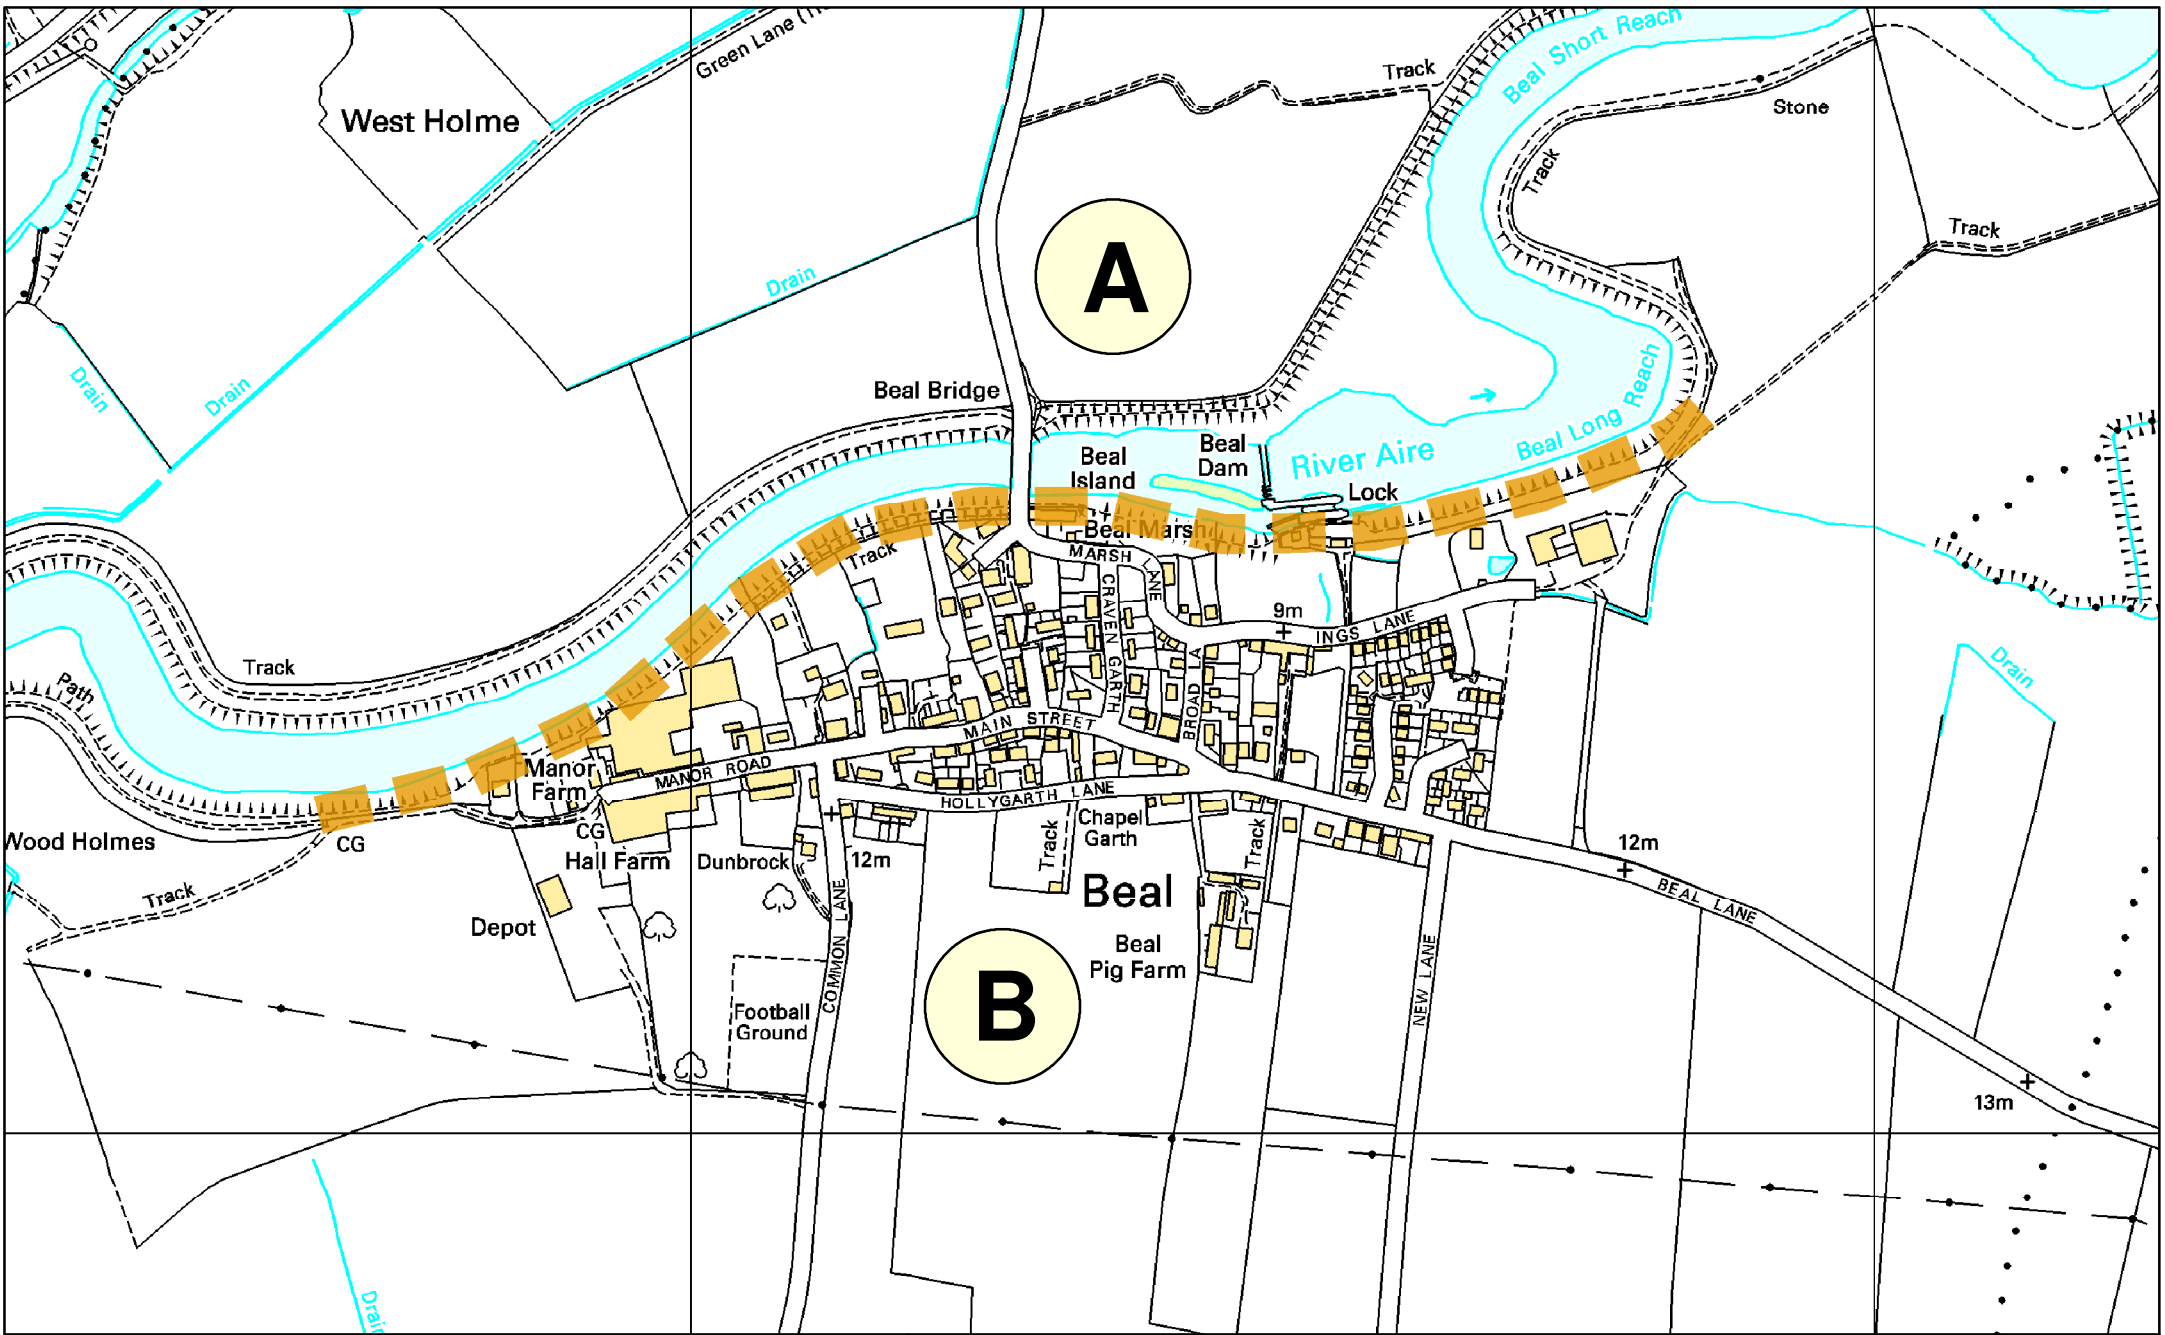 Beal Short Reach
Green Lane (Tr
West Holme
Track
Stone
Track
Track
A
Drain
Drain
Drain
Beal Bridge
Beal Long Reach
Beal
Island
Beal
Dam
River Aire
Lock
Beal Marsh
Track
MARSH LANE
CRAVEN GARTH
9m
INGS LANE
BROAD LA
Drain
Track
Path
MAIN STREET
MANOR ROAD
Manor
Farm
HOLLYGARTH LANE
Wood Holmes
CG
CG
Hall Farm
Dunbrock
12m
Track
Chapel
Garth
Track
12m
Track
Beal
BEAL LANE
Depot
COMMON LANE
Beal
Pig Farm
NEW LANE
B
Football
Ground
13m
Drain